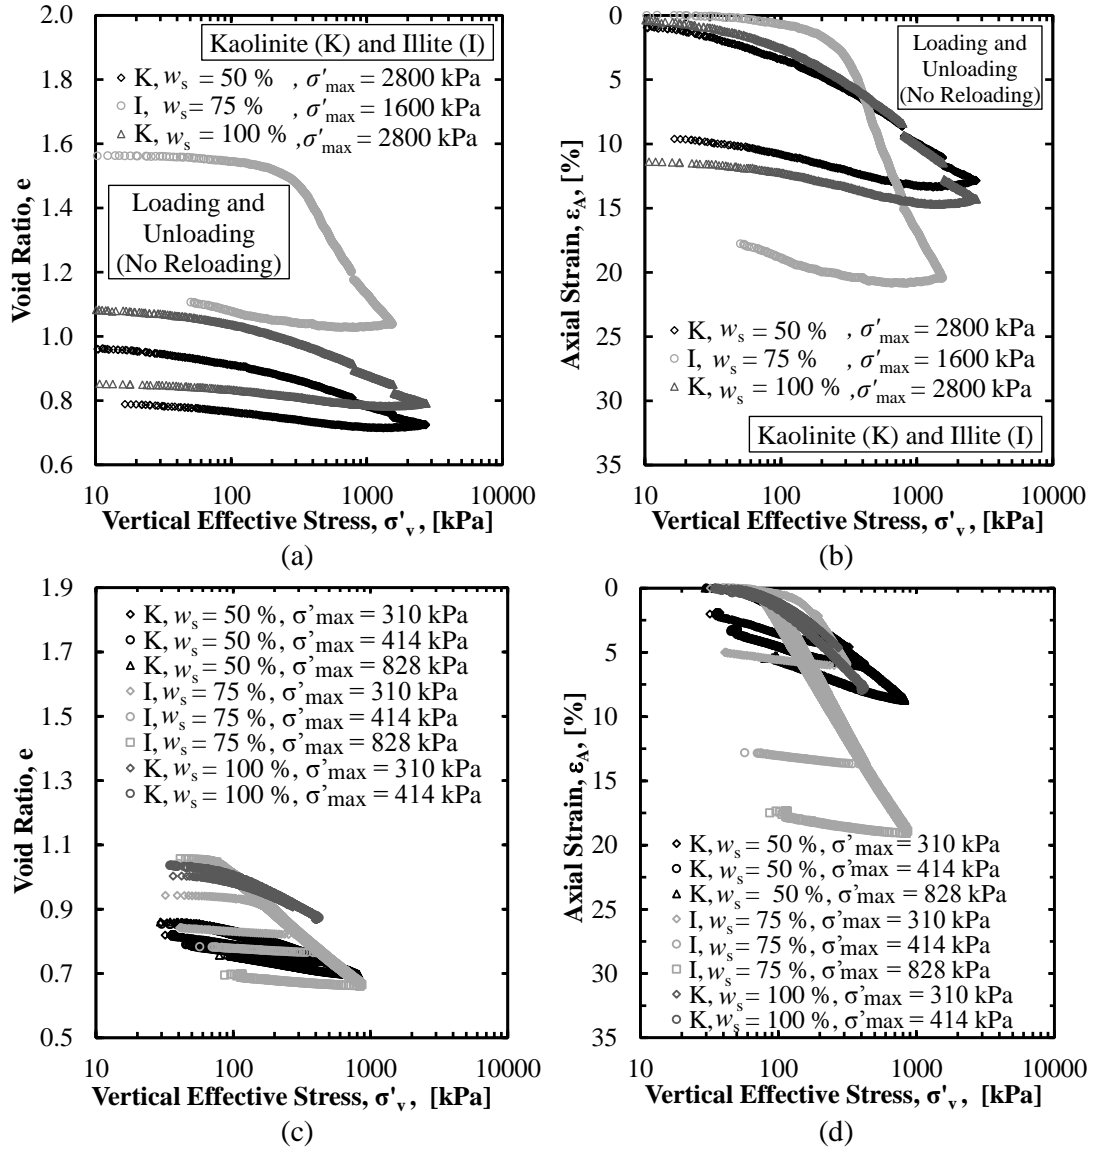 2.0
1.8
1.6
1.4
1.2
1.0
0.8
0.6
10
100
1000
10000
Void Ratio, e
Vertical Effective Stress, σ'v, [kPa]
Kaolinite (K) and Illite (I)
K, ws = 50 % , σ'max = 2800 kPa
I, ws = 75 % , σ'max = 1600 kPa
K, ws = 100 % ,σ'max = 2800 kPa
Loading and
Unloading
(No Reloading)
(a)
0
5
10
15
20
25
30
35
10
100
1000
10000
Axial Strain, εA, [%]
Vertical Effective Stress, σ'v, [kPa]
Loading and
Unloading
(No Reloading)
K, ws = 50 % , σ'max = 2800 kPa
I, ws = 75 % , σ'max = 1600 kPa
K, ws = 100 % ,σ'max = 2800 kPa
Kaolinite (K) and Illite (I)
(b)
1.9
1.7
1.5
1.3
1.1
0.9
0.7
0.5
10
100
1000
10000
Void Ratio, e
Vertical Effective Stress, σ'v, [kPa]
K, ws = 50 %, σ'max = 310 kPa
K, ws = 50 %, σ'max = 414 kPa
K, ws = 50 %, σ'max = 828 kPa
I, ws = 75 %, σ'max = 310 kPa
I, ws = 75 %, σ'max = 414 kPa
I, ws = 75 %, σ'max = 828 kPa
K, ws = 100 %, σ'max = 310 kPa
K, ws = 100 %, σ'max = 414 kPa
(c)
0
5
10
15
20
25
30
35
10
100
1000
10000
Axial Strain, εA, [%]
Vertical Effective Stress, σ'v, [kPa]
K, ws = 50 %, σ'max = 310 kPa
K, ws = 50 %, σ'max = 414 kPa
K, ws = 50 %, σ'max = 828 kPa
I, ws = 75 %, σ'max = 310 kPa
I, ws = 75 %, σ'max = 414 kPa
I, ws = 75 %, σ'max = 828 kPa
K, ws = 100 %, σ'max = 310 kPa
K, ws = 100 %, σ'max = 414 kPa
(d)